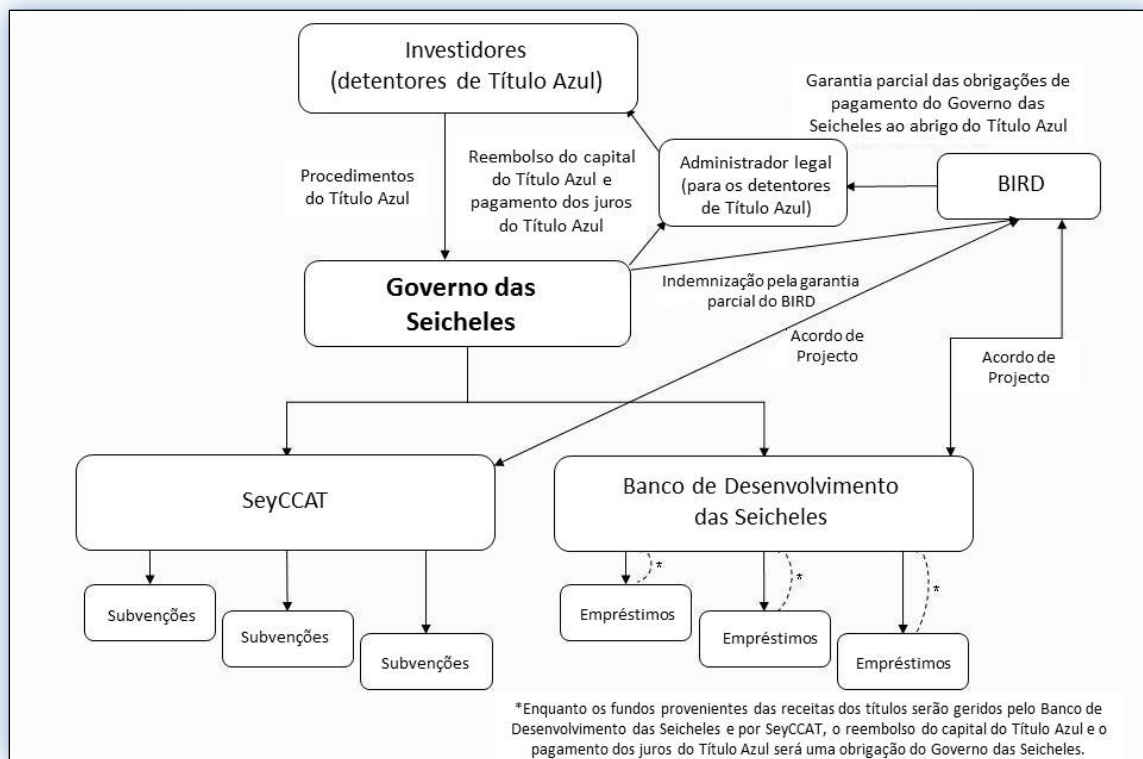 Investidores
(detentores de Título Azul)
Garantia parcial das obrigações de
pagamento do Governo das
Seicheles ao abrigo do Título Azul
Procedimentos
do Título Azul
Reembolso do capital
do Título Azul e
pagamento dos juros
do Título Azul
Administrador legal
(para os detentores
de Título Azul)
BIRD
Governo das
Seicheles
Indemnização pela garantia
parcial do BIRD
Acordo de
Projecto
Acordo de
Projecto
SeyCCAT
Banco de Desenvolvimento
das Seicheles
*
*
*
Subvenções
Subvenções
Subvenções
Empréstimos
Empréstimos
Empréstimos
*Enquanto os fundos provenientes das receitas dos títulos serão geridos pelo Banco de
Desenvolvimento das Seicheles e por SeyCCAT, o reembolso do capital do Título Azul e o
pagamento dos juros do Título Azul será uma obrigação do Governo das Seicheles.